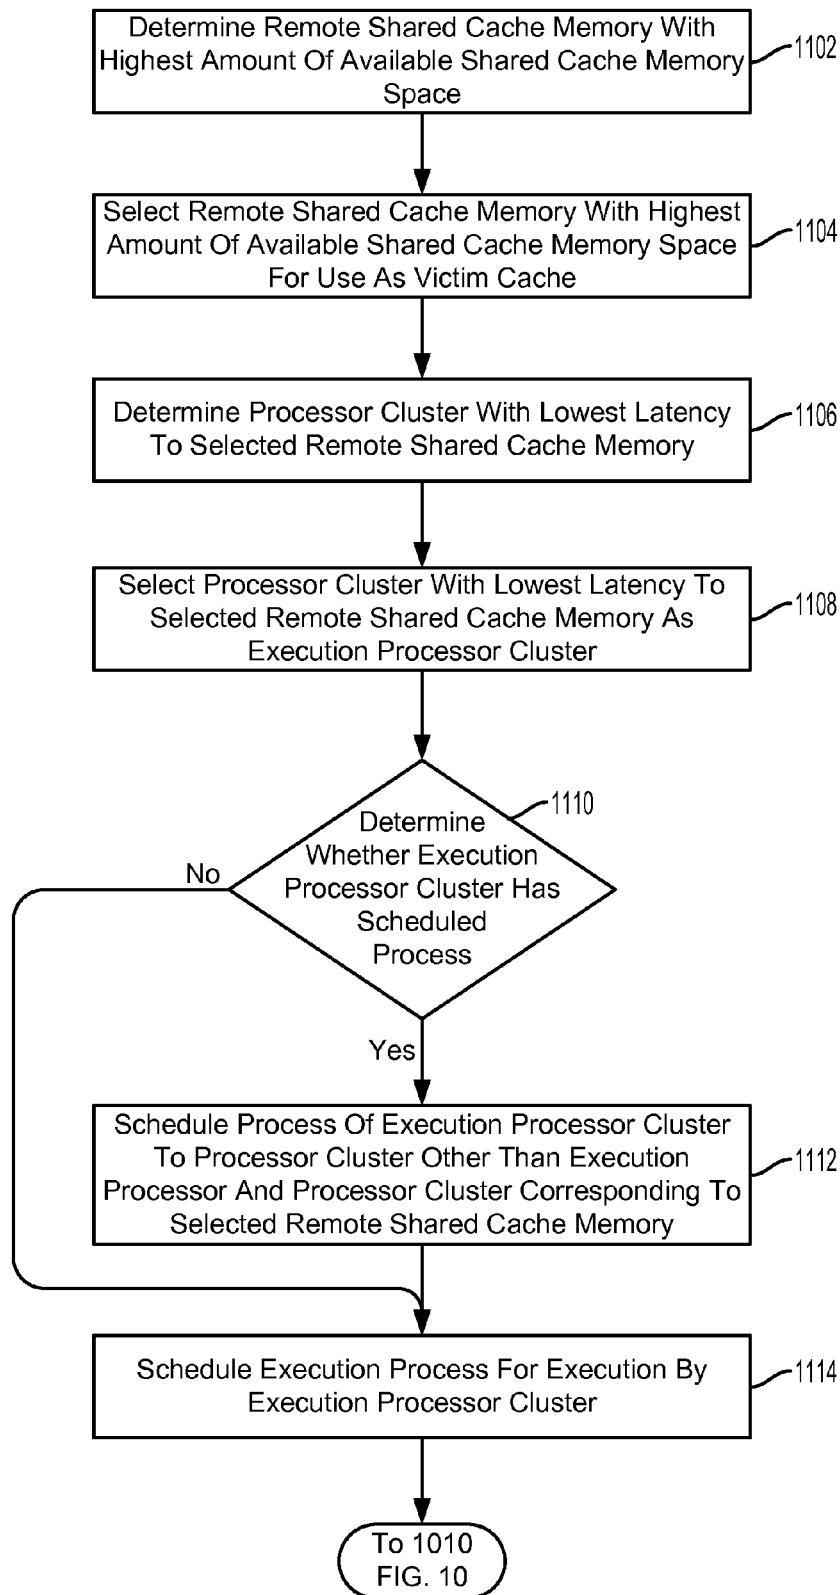 Determine Remote Shared Cache Memory With
Highest Amount Of Available Shared Cache Memory
Space
1102
Select Remote Shared Cache Memory With Highest
Amount Of Available Shared Cache Memory Space
For Use As Victim Cache
1104
Determine Processor Cluster With Lowest Latency
To Selected Remote Shared Cache Memory
1106
Select Processor Cluster With Lowest Latency To
Selected Remote Shared Cache Memory As
Execution Processor Cluster
1108
Determine
Whether Execution
Processor Cluster Has
Scheduled
Process
1110
No
Yes
Schedule Process Of Execution Processor Cluster
To Processor Cluster Other Than Execution
Processor And Processor Cluster Corresponding To
Selected Remote Shared Cache Memory
1112
Schedule Execution Process For Execution By
Execution Processor Cluster
1114
To 1010
FIG. 10